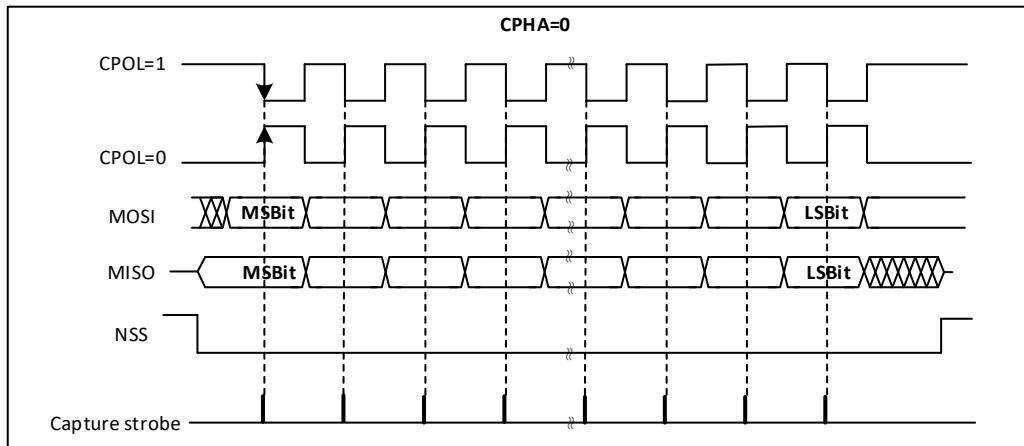 CPHA=0
CPOL=1
CPOL=0
MOSI MSBit LSBit
MISO MSBit LSBit
NSS
Capture strobe